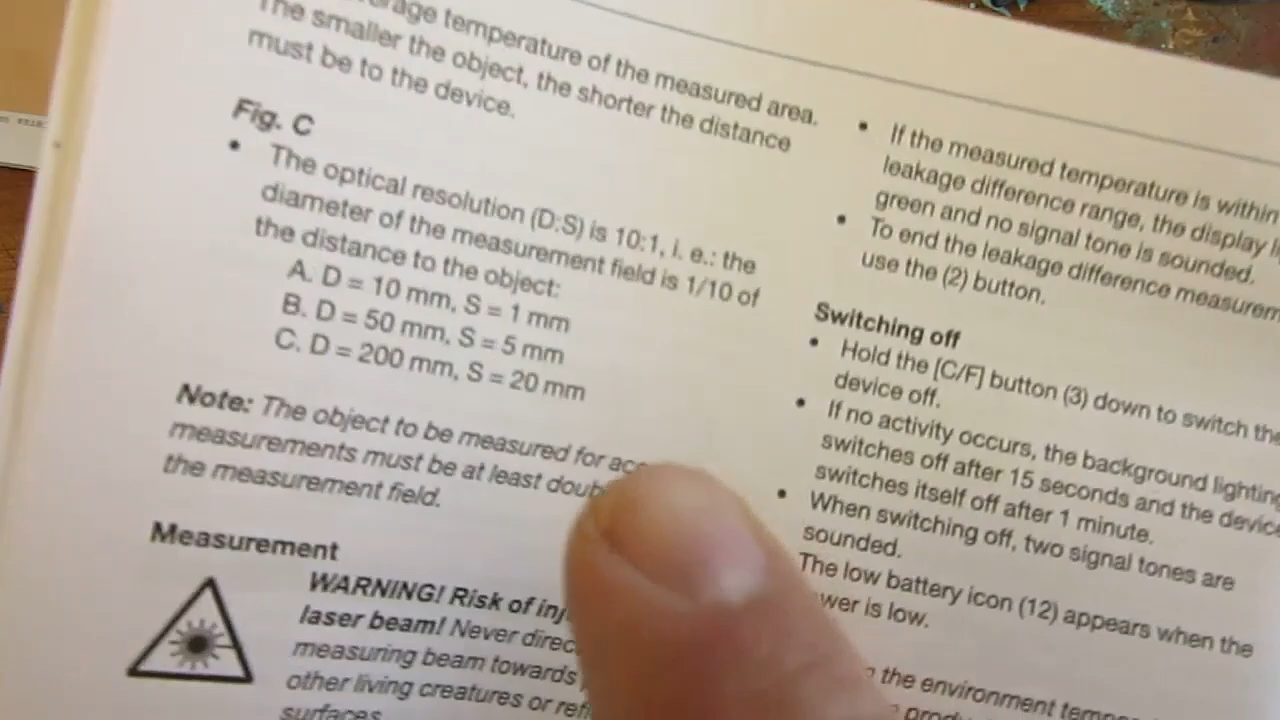 temperature of the measured area.
The smaller the object, the shorter the distance
must be to the device.
Fig. C
• The optical resolution (D:S) is 10:1, i. e.: the
diameter of the measurement field is 1/10 of
the distance to the object:
A. D = 10 mm, S = 1 mm
B. D = 50 mm, S = 5 mm
C. D = 200 mm, S = 20 mm
Note: The object to be measured for
measurements must be at least
the measurement field.
Measurement
WARNING! Risk of
laser beam! Never
measuring beam towards
other living creatures or
surfaces
• If the measured temperature is within
leakage difference range, the display
green and no signal tone is sounded.
• To end the leakage difference
use the (2) button.
Switching off
• Hold the [C/F] button (3) down to switch the
device off.
• If no activity occurs, the background
switches off after 15 seconds and the
switches itself off after 1 minute.
• When switching off, two signal tones are
sounded.
The low battery icon (12) appears when the
is low.
the environment